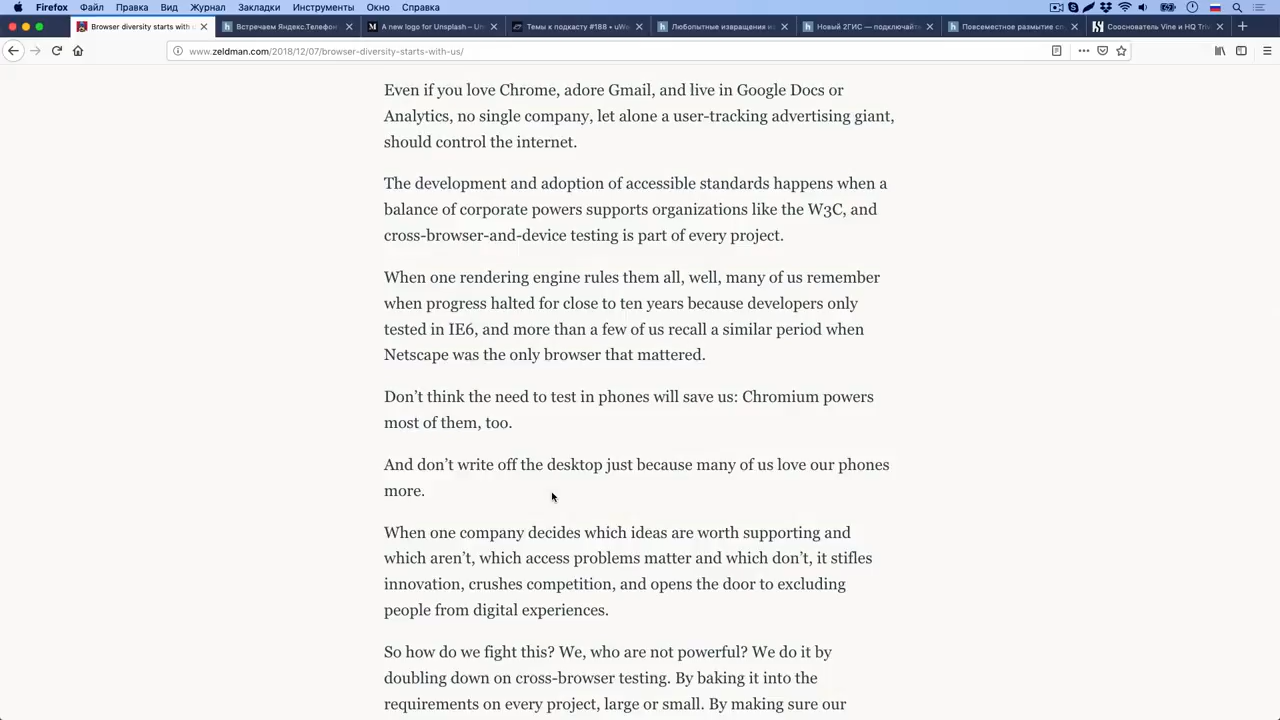 Firefox Файл Правка Вид Журнал Закладки Инструменты Окно Справка
Browser diversity starts with
Встречаем Яндекс.Телефон
A new logo for Unsplash – Un
Темы к подкасту #188 • uWe
Любопытные извращения и
Новый 2ГИС — подключайт
Повсеместное размытие со
Сооснователь Vine и HQ Triv
www.zeldman.com/2018/12/07/browser-diversity-starts-with-us/
Even if you love Chrome, adore Gmail, and live in Google Docs or
Analytics, no single company, let alone a user-tracking advertising giant,
should control the internet.
The development and adoption of accessible standards happens when a
balance of corporate powers supports organizations like the W3C, and
cross-browser-and-device testing is part of every project.
When one rendering engine rules them all, well, many of us remember
when progress halted for close to ten years because developers only
tested in IE6, and more than a few of us recall a similar period when
Netscape was the only browser that mattered.
Don’t think the need to test in phones will save us: Chromium powers
most of them, too.
And don’t write off the desktop just because many of us love our phones
more.
When one company decides which ideas are worth supporting and
which aren’t, which access problems matter and which don’t, it stifles
innovation, crushes competition, and opens the door to excluding
people from digital experiences.
So how do we fight this? We, who are not powerful? We do it by
doubling down on cross-browser testing. By baking it into the
requirements on every project, large or small. By making sure our